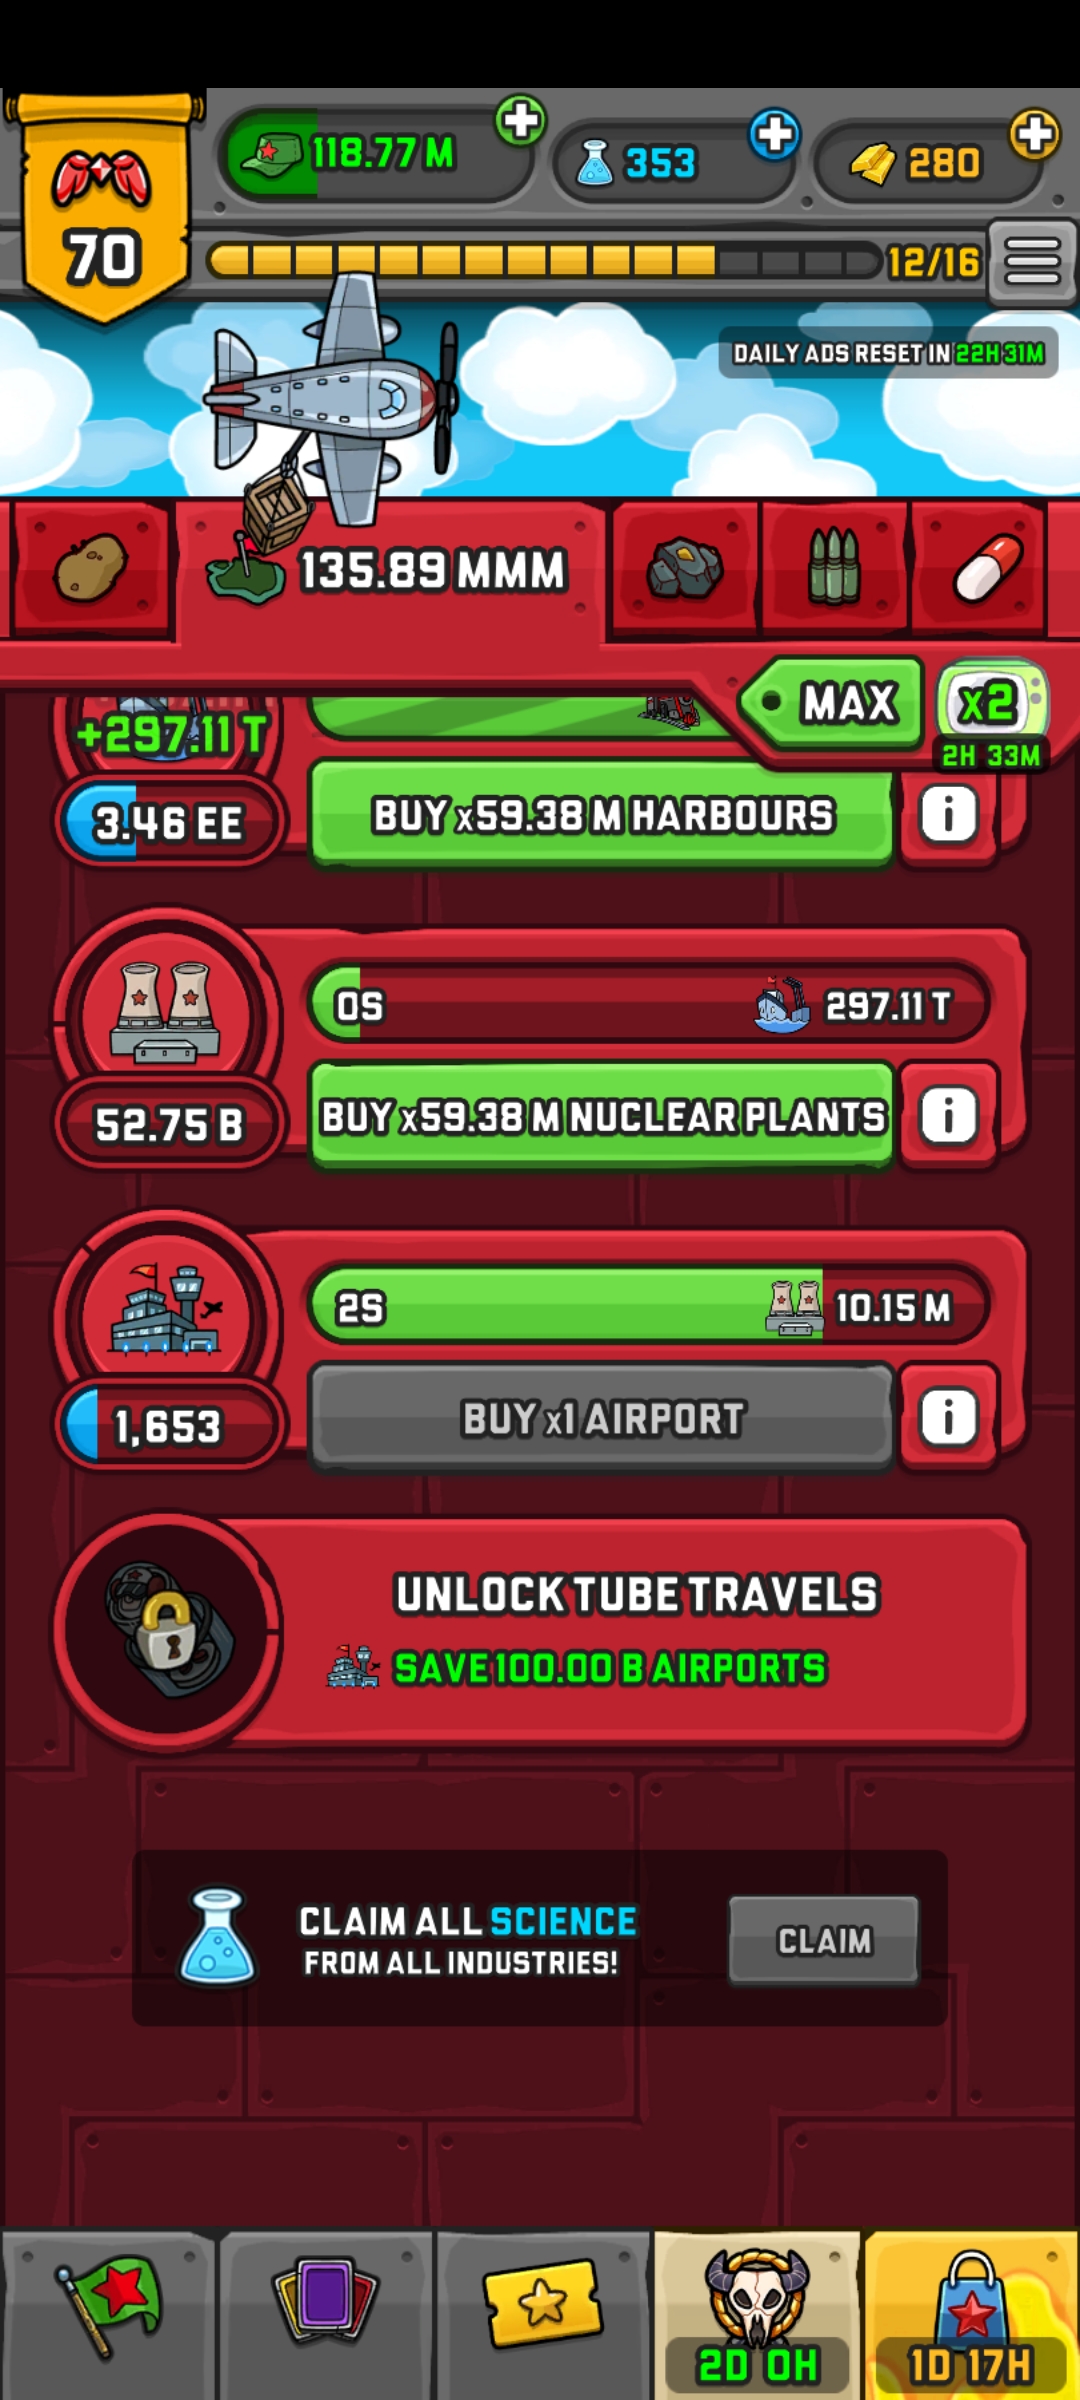 118.77 M
353
280
70
12/16
DAILY ADS RESET IN 22H 31M
135.89 MMM
MAX
x2
2H 33M
+297.11 T
3.46 EE
BUY x59.38 M HARBOURS
i
0S
297.11 T
52.75 B
BUY x59.38 M NUCLEAR PLANTS
i
2S
10.15 M
1,653
BUY x1 AIRPORT
i
UNLOCK TUBE TRAVELS
SAVE 100.00 B AIRPORTS
CLAIM ALL SCIENCE
FROM ALL INDUSTRIES!
CLAIM
2D 0H
1D 17H